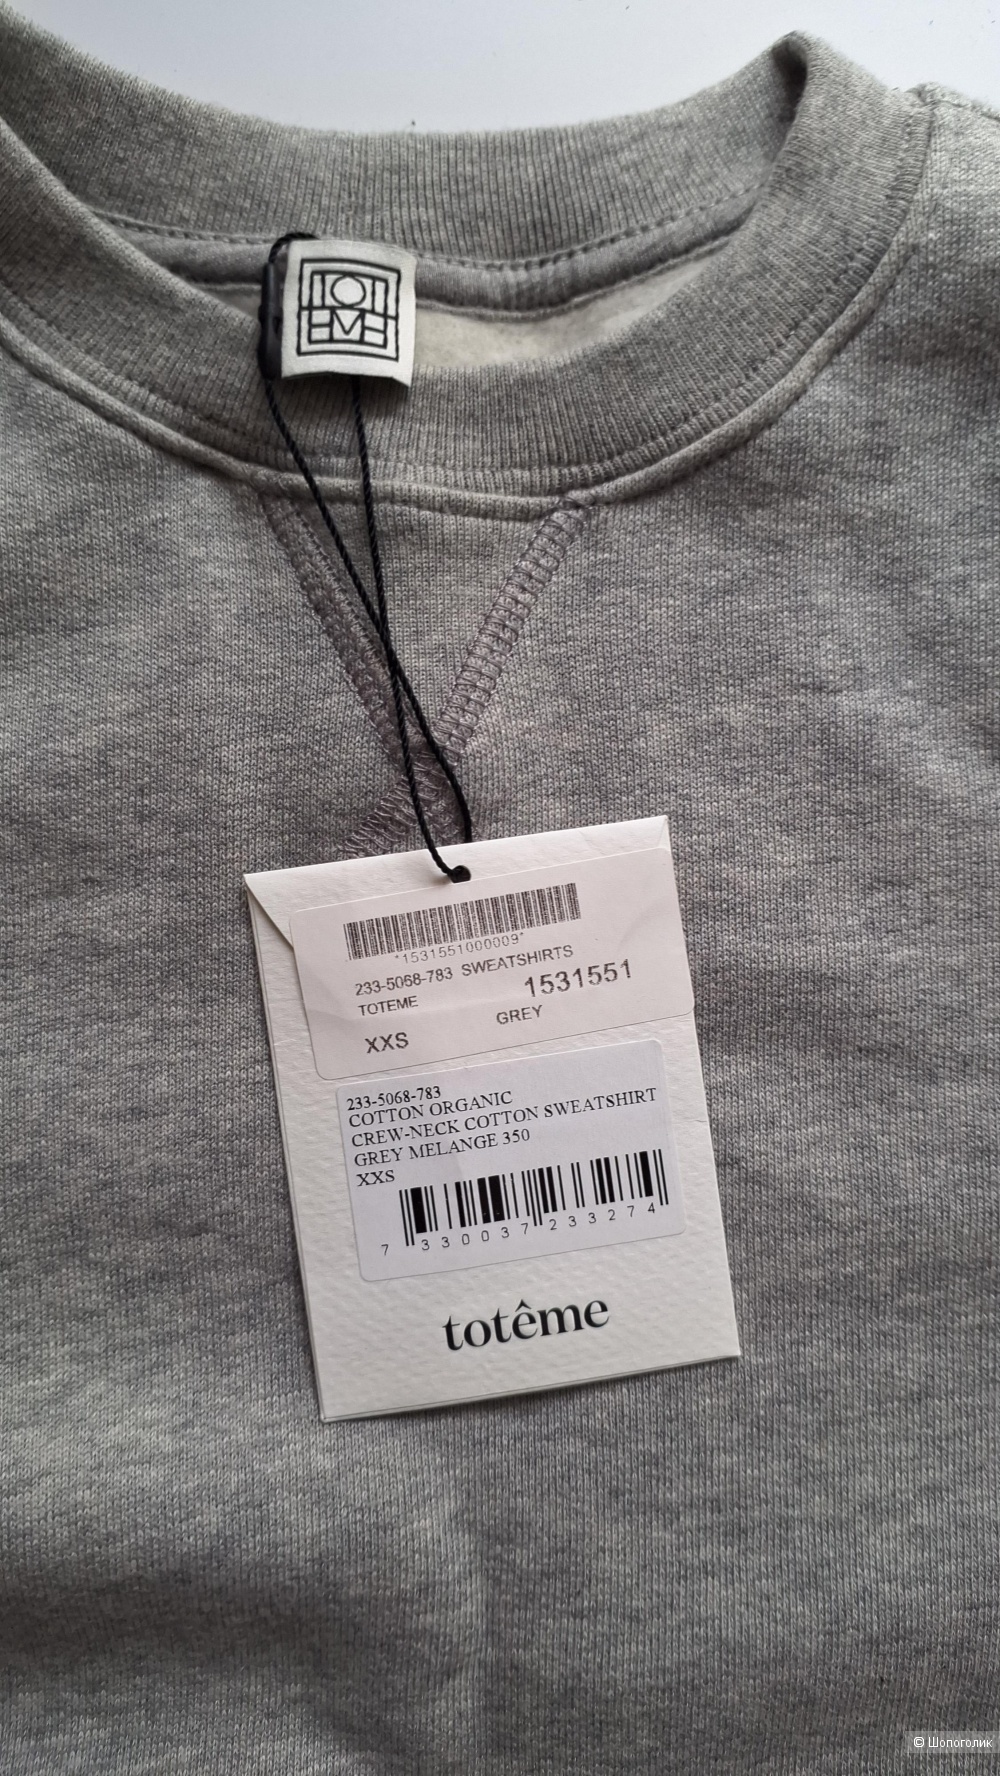 TOTEME
*1531551000009*
233-5068-783 SWEATSHIRTS
TOTEME 1531551
XXS GREY
233-5068-783
COTTON ORGANIC
CREW-NECK COTTON SWEATSHIRT
GREY MELANGE 350
XXS
7 330037 233274
totême
© Шопоголик